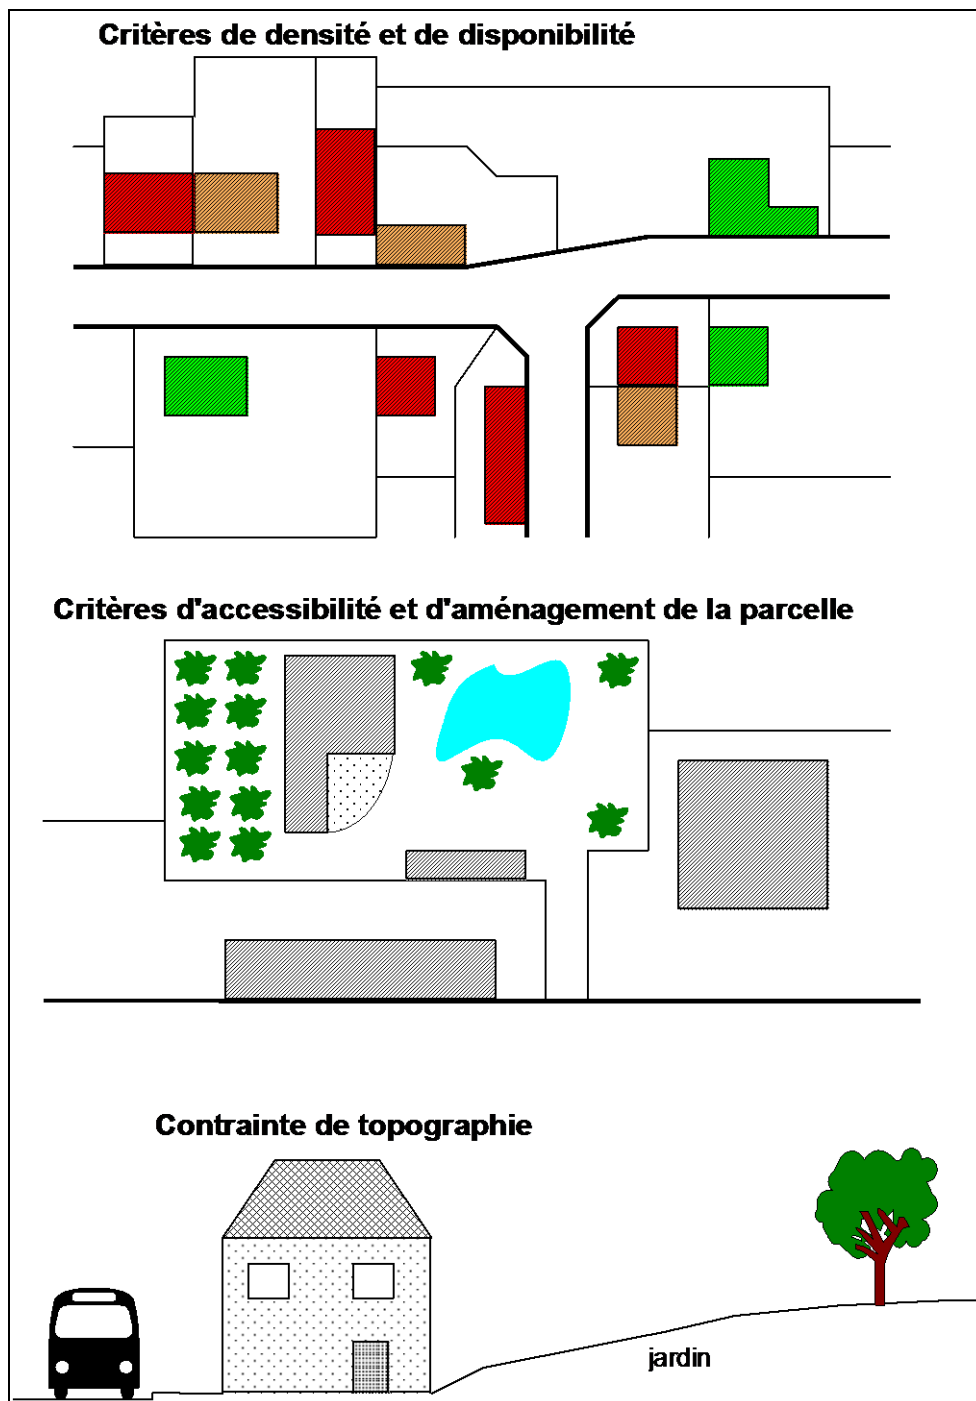 Critères de densité et de disponibilité
Critères d'accessibilité et d'aménagement de la parcelle
Contrainte de topographie
jardin